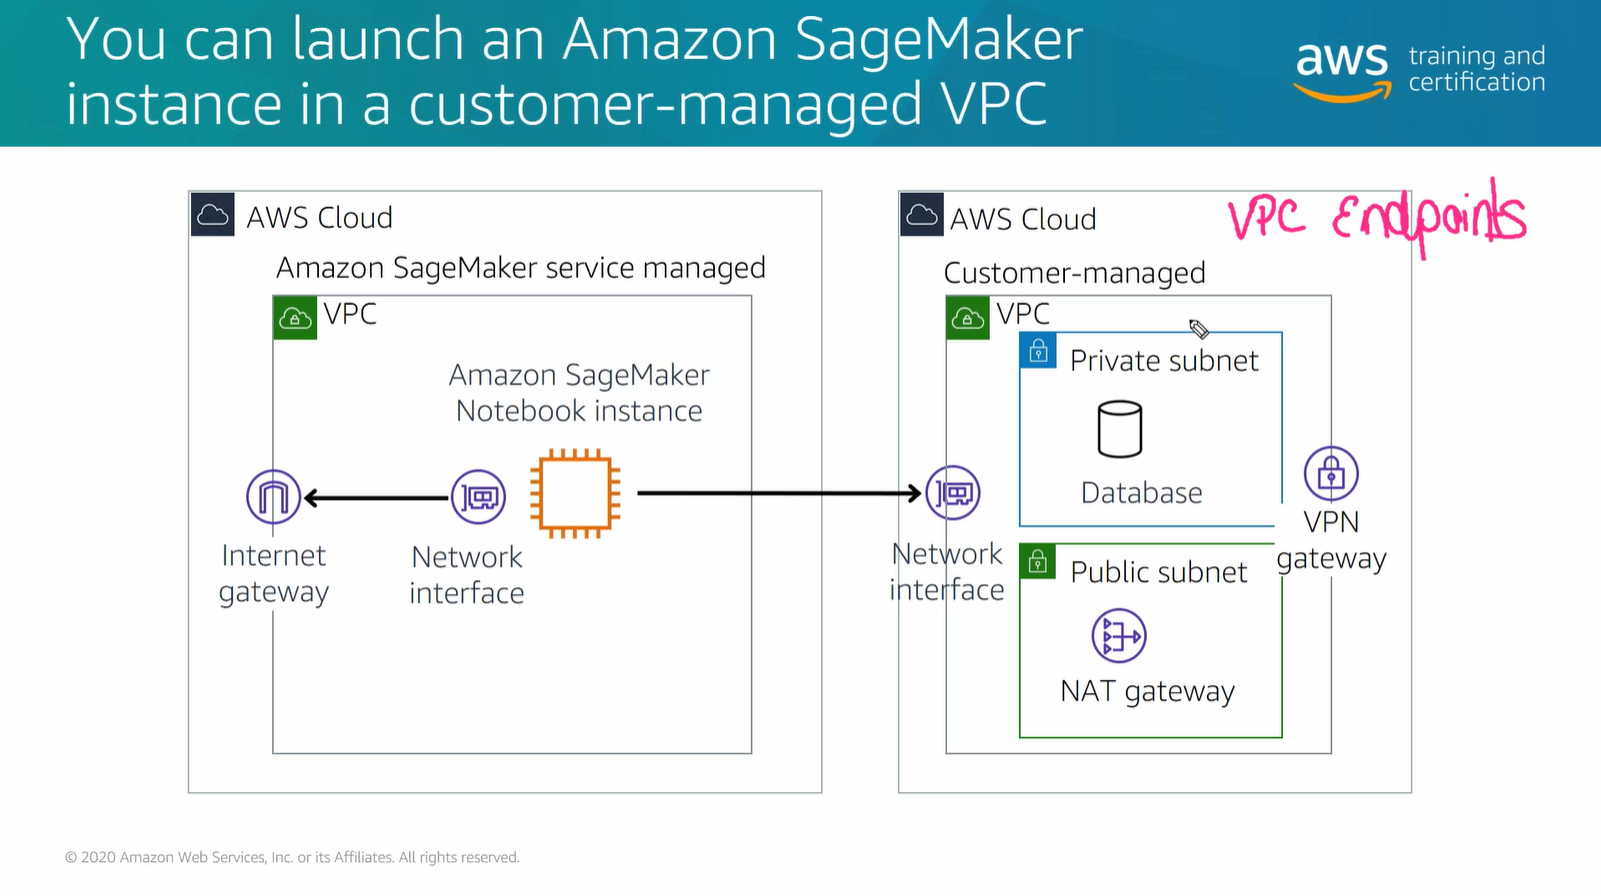 You can launch an Amazon SageMaker
instance in a customer-managed VPC
aws training and
certification
AWS Cloud
Amazon SageMaker service managed
VPC
Amazon SageMaker
Notebook instance
Internet
gateway
Network
interface
AWS Cloud
VPC Endpoints
Customer-managed
VPC
Private subnet
Database
Network
interface
VPN
gateway
Public subnet
NAT gateway
© 2020 Amazon Web Services, Inc. or its Affiliates. All rights reserved.